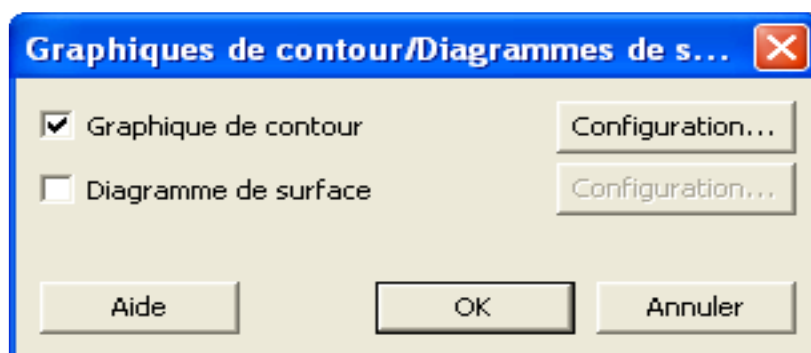 Graphiques de contour/Diagrammes de s...
Graphique de contour Configuration...
Diagramme de surface Configuration...
Aide OK Annuler